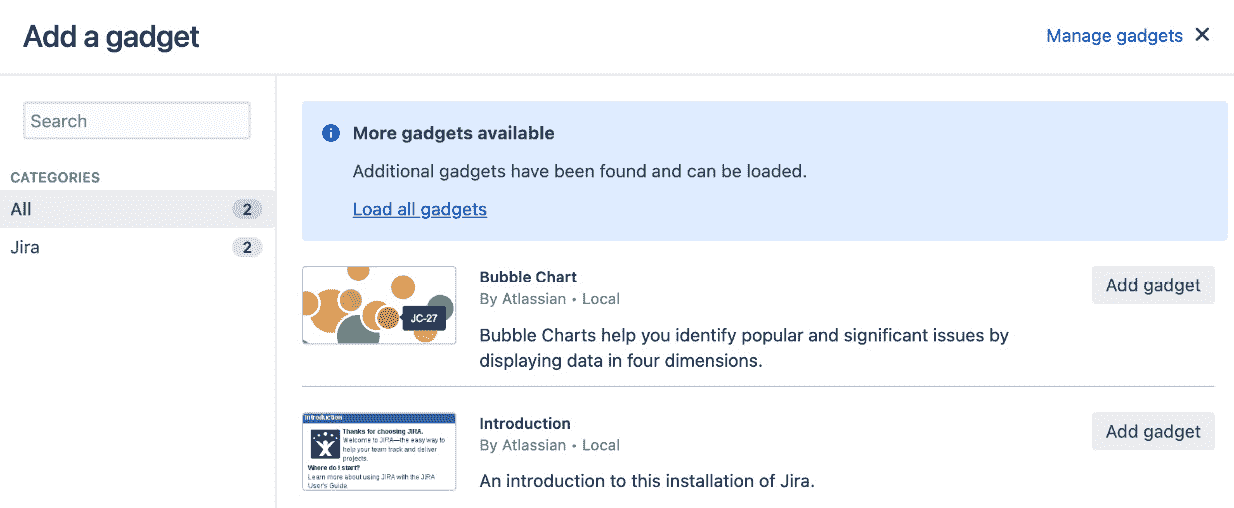 Add a gadget
Manage gadgets
Search
CATEGORIES
All 2
Jira 2
More gadgets available
Additional gadgets have been found and can be loaded.
Load all gadgets
JC-27
Bubble Chart
By Atlassian • Local
Bubble Charts help you identify popular and significant issues by
displaying data in four dimensions.
Add gadget
Introduction
Thanks for choosing JIRA.
Welcome to JIRA—the easy way to
help your team track and deliver
projects.
Where do I start?
Learn more about using JIRA with the JIRA
User's Guide
Introduction
By Atlassian • Local
An introduction to this installation of Jira.
Add gadget